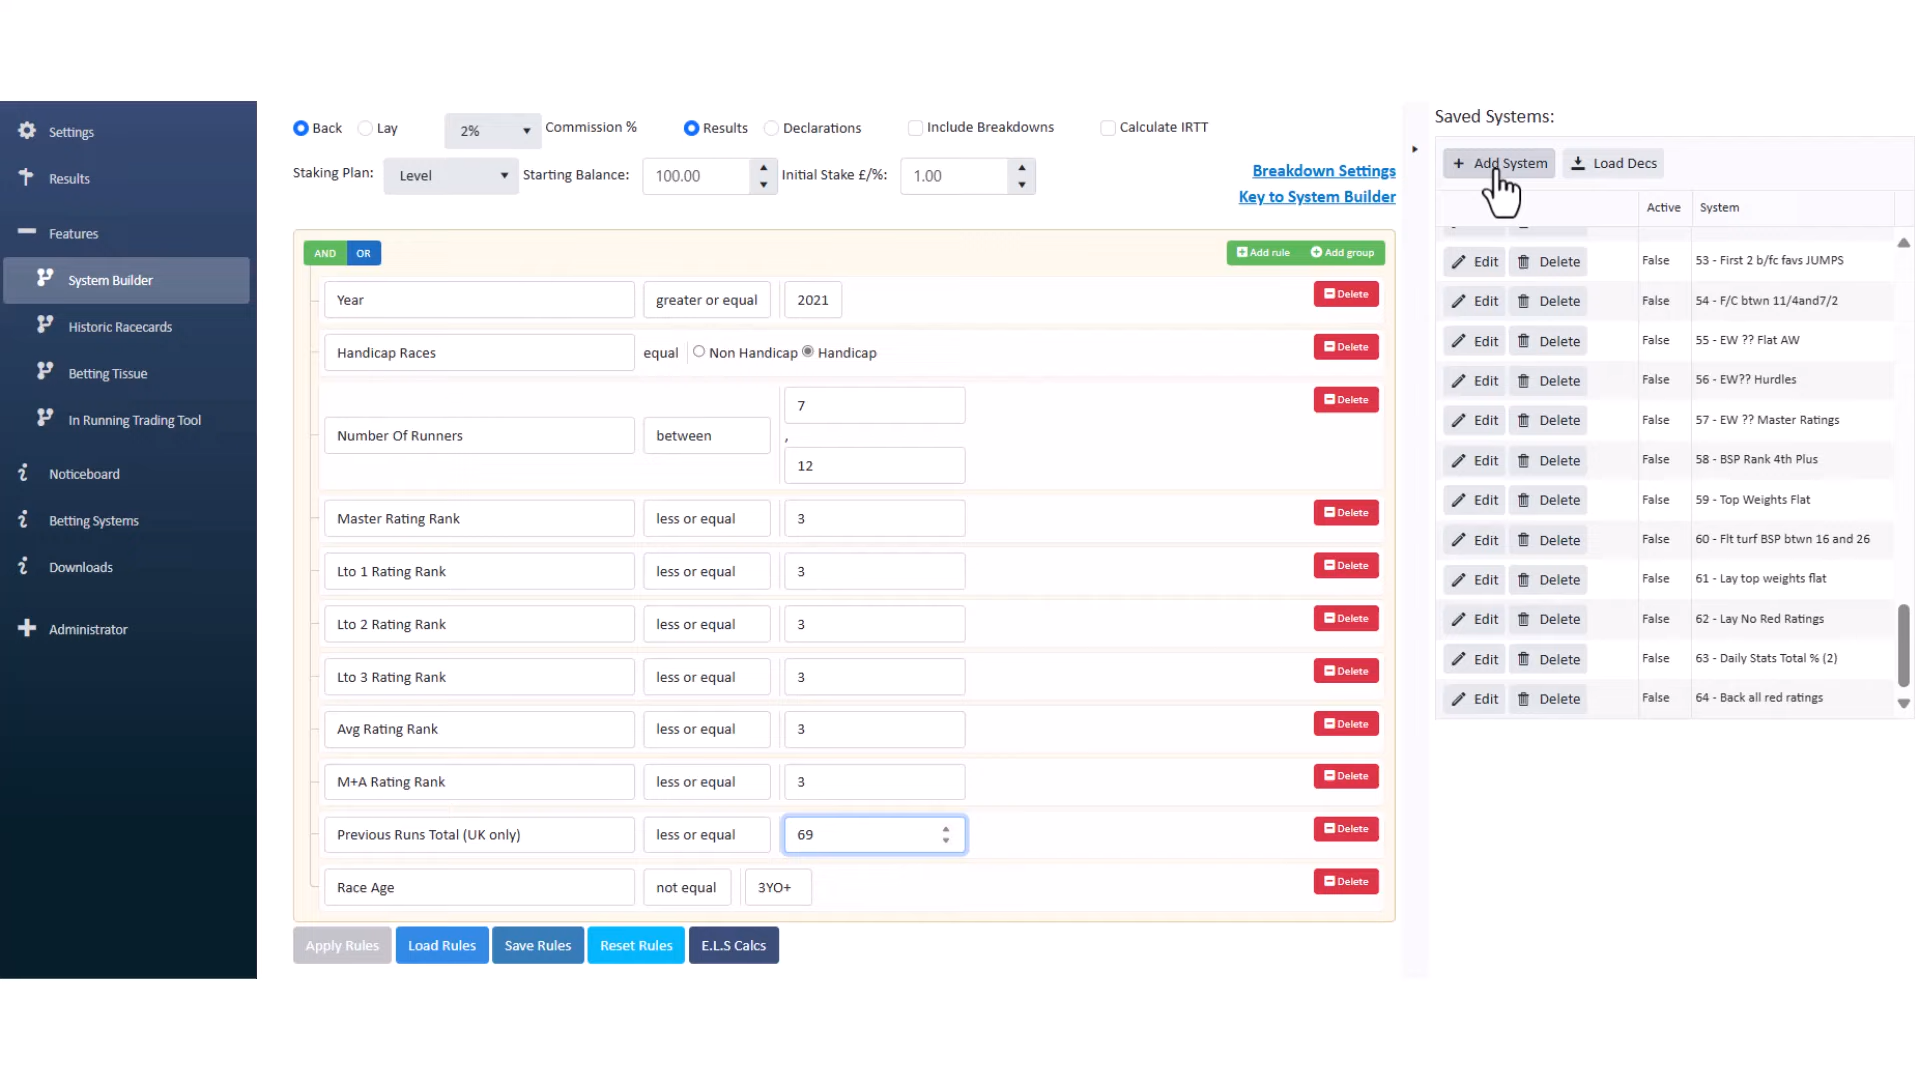 Settings
Results
Features
System Builder
Historic Racecards
Betting Tissue
In Running Trading Tool
Noticeboard
Betting Systems
Downloads
Administrator
Back Lay 2% Commission % Results Declarations Include Breakdowns Calculate IRTT
Staking Plan: Level Starting Balance: 100.00 Initial Stake £/%: 1.00
Breakdown Settings
Key to System Builder
AND OR Add rule Add group
Year greater or equal 2021 Delete
Handicap Races equal Non Handicap Handicap Delete
Number Of Runners between 7 , 12 Delete
Master Rating Rank less or equal 3 Delete
Lto 1 Rating Rank less or equal 3 Delete
Lto 2 Rating Rank less or equal 3 Delete
Lto 3 Rating Rank less or equal 3 Delete
Avg Rating Rank less or equal 3 Delete
M+A Rating Rank less or equal 3 Delete
Previous Runs Total (UK only) less or equal 69 Delete
Race Age not equal 3YO+ Delete
Apply Rules Load Rules Save Rules Reset Rules E.L.S Calcs
Saved Systems:
+ Add System Load Decs
Active System
Edit Delete False 53 - First 2 b/fc favs JUMPS
Edit Delete False 54 - F/C btwn 11/4and7/2
Edit Delete False 55 - EW ?? Flat AW
Edit Delete False 56 - EW?? Hurdles
Edit Delete False 57 - EW ?? Master Ratings
Edit Delete False 58 - BSP Rank 4th Plus
Edit Delete False 59 - Top Weights Flat
Edit Delete False 60 - Flt turf BSP btwn 16 and 26
Edit Delete False 61 - Lay top weights flat
Edit Delete False 62 - Lay No Red Ratings
Edit Delete False 63 - Daily Stats Total % (2)
Edit Delete False 64 - Back all red ratings